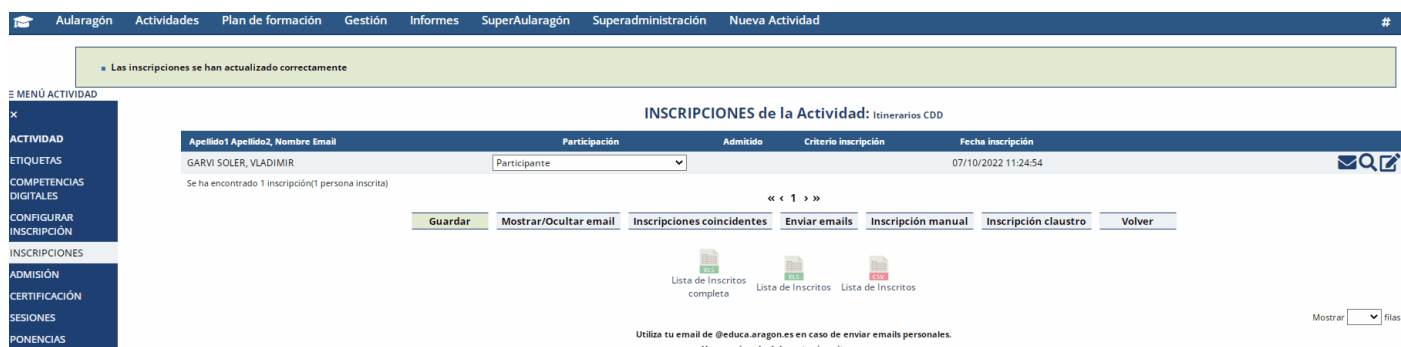 Aularagón Actividades Plan de formación Gestión Informes SuperAularagón Superadministración Nueva Actividad #
Las inscripciones se han actualizado correctamente
MENÚ ACTIVIDAD
×
INSCRIPCIONES de la Actividad: Itinerarios CDD
ACTIVIDAD
ETIQUETAS
COMPETENCIAS
DIGITALES
CONFIGURAR
INSCRIPCIÓN
INSCRIPCIONES
ADMISIÓN
CERTIFICACIÓN
SESIONES
PONENCIAS
Apellido1 Apellido2, Nombre Email Participación Admitido Criterio inscripción Fecha inscripción
GARVI SOLER, VLADIMIR Participante 07/10/2022 11:24:54
Se ha encontrado 1 inscripción(1 persona inscrita)
« ‹ 1 › »
Guardar Mostrar/Ocultar email Inscripciones coincidentes Enviar emails Inscripción manual Inscripción claustro Volver
XLS XLS CSV
Lista de Inscritos
completa
Lista de Inscritos Lista de Inscritos
Mostrar filas
Utiliza tu email de @educa.aragon.es en caso de enviar emails personales.